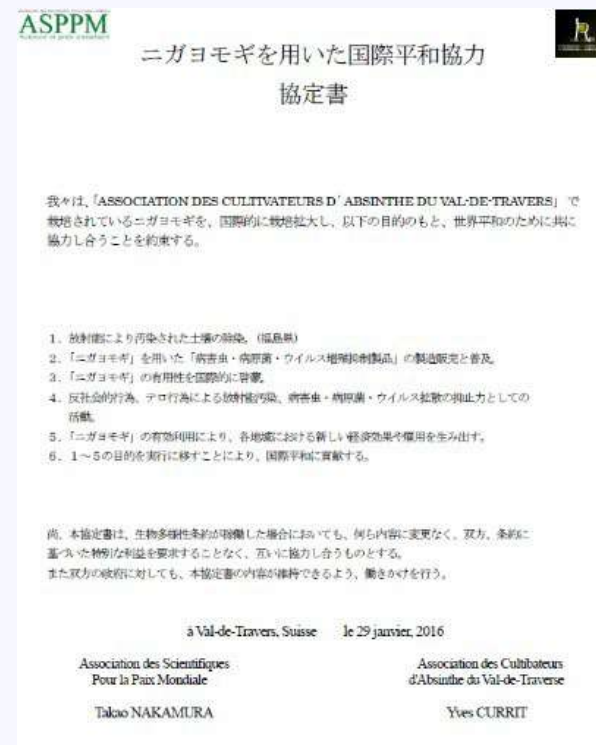 ASPPM
ニガヨモギを用いた国際平和協力
協定書
我々は、「ASSOCIATION DES CULTIVATEURS D' ABSINTHE DU VAL-DE-TRAVERS」で
栽培されているニガヨモギを、国際的に栽培拡大し、以下の目的のもと、世界平和のために共に
協力し合うことを約束する。
1．放射能により汚染された土壌の除染。(福島県)
2．「ニガヨモギ」を用いた「病害虫・病原菌・ウイルス増殖抑制製品」の製造販売と普及。
3．「ニガヨモギ」の有用性を国際的に啓蒙。
4．反社会的行為、テロ行為による放射能汚染、病害虫・病原菌・ウイルス拡散の抑止力としての
活動。
5．「ニガヨモギ」の有効利用により、各地域における新しい経済効果や雇用を生み出す。
6．1～5の目的を実行に移すことにより、国際平和に貢献する。
尚、本協定書は、生物多様性条約が稼働した場合においても、何ら内容に変更なく、双方、条約に
基づいた特別な利益を要求することなく、互いに協力し合うものとする。
また双方の政府に対しても、本協定書の内容が維持できるよう、働きかけを行う。
à Val-de-Travers, Suisse le 29 janvier, 2016
Association des Scientifiques
Pour la Paix Mondiale
Takao NAKAMURA
Association des Cultibateurs
d'Absinthe du Val-de-Traverse
Yves CURRIT